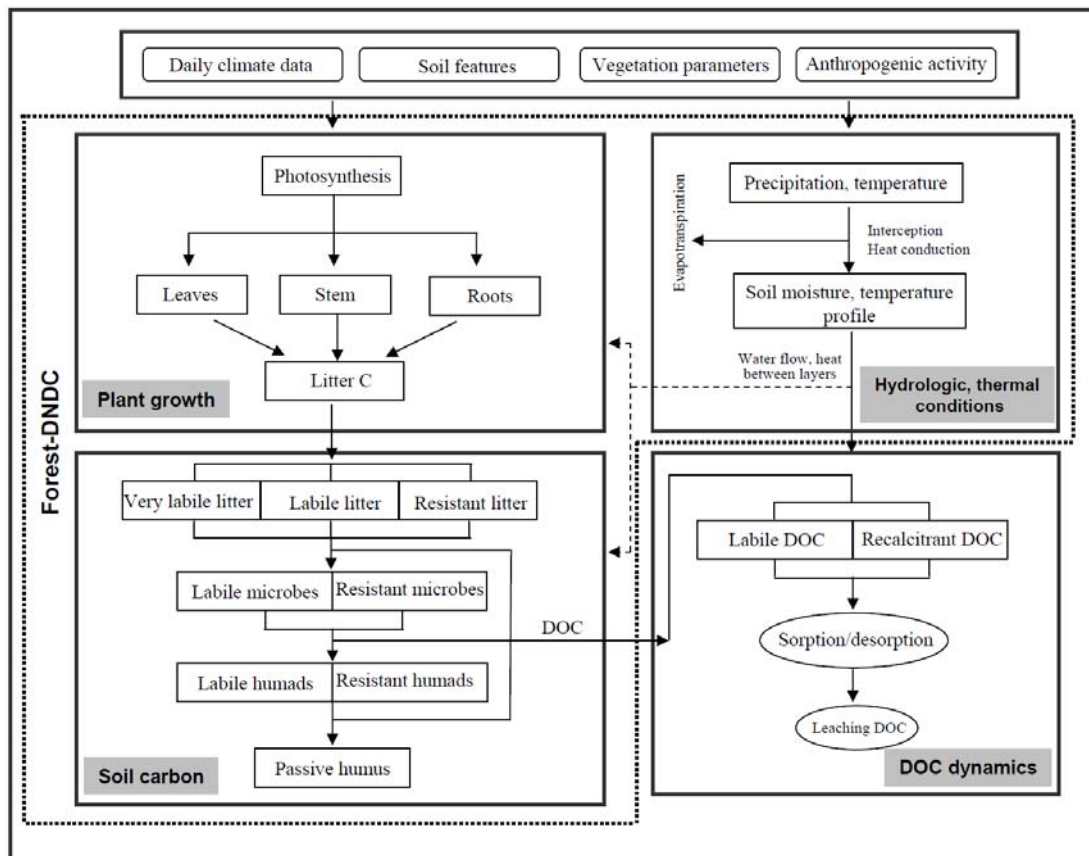 Daily climate data
Soil features
Vegetation parameters
Anthropogenic activity
Forest-DNDC
Photosynthesis
Leaves
Stem
Roots
Litter C
Plant growth
Precipitation, temperature
Evapotranspiration
Interception
Heat conduction
Soil moisture, temperature
profile
Water flow, heat
between layers
Hydrologic, thermal
conditions
Very labile litter
Labile litter
Resistant litter
Labile microbes
Resistant microbes
Labile humads
Resistant humads
Passive humus
Soil carbon
DOC
Labile DOC
Recalcitrant DOC
Sorption/desorption
Leaching DOC
DOC dynamics